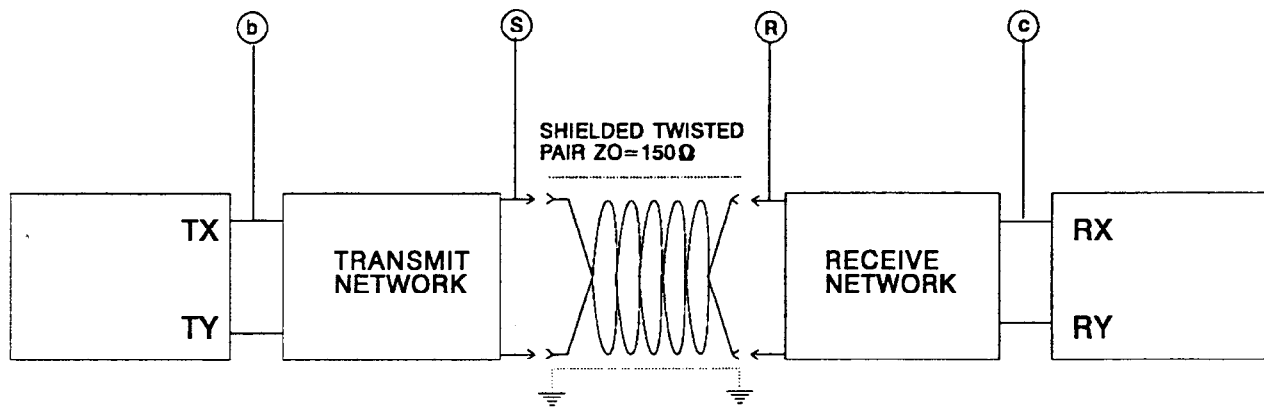 b S R c
SHIELDED TWISTED
PAIR ZO=150Ω
TX
TY
TRANSMIT
NETWORK
RECEIVE
NETWORK
RX
RY